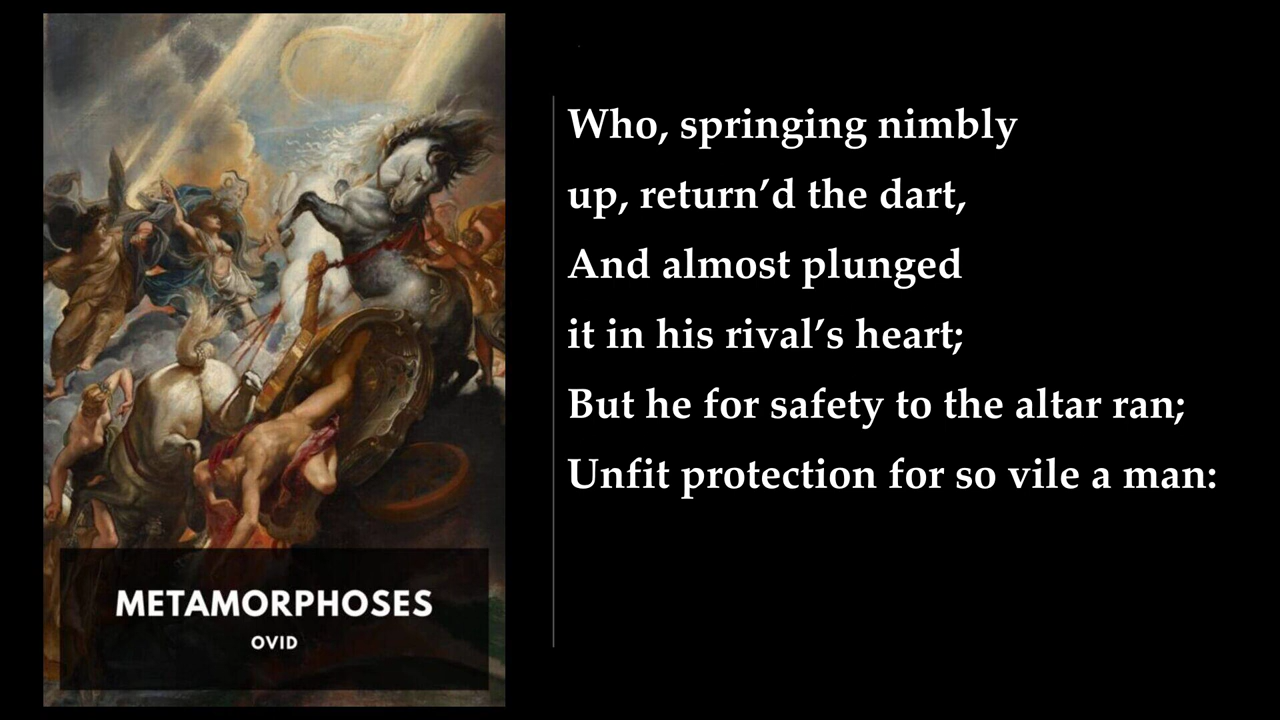 METAMORPHOSES
OVID
Who, springing nimbly
up, return’d the dart,
And almost plunged
it in his rival’s heart;
But he for safety to the altar ran;
Unfit protection for so vile a man: